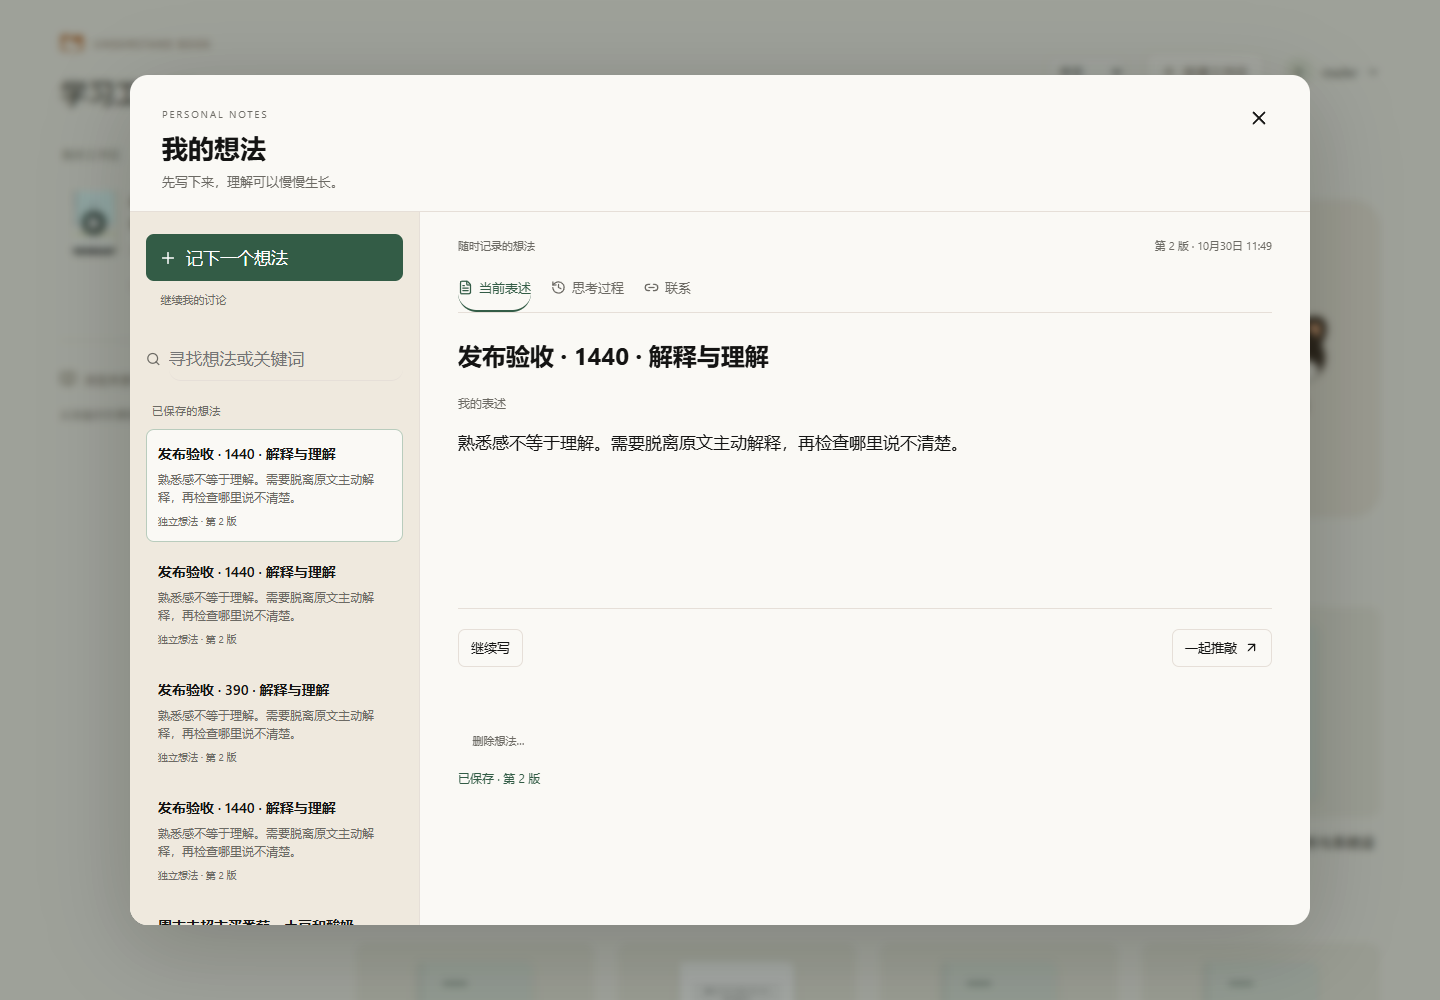 PERSONAL NOTES
我的想法
先写下来，理解可以慢慢生长。
记下一个想法
继续我的讨论
寻找想法或关键词
已保存的想法
发布验收 · 1440 · 解释与理解
熟悉感不等于理解。需要脱离原文主动解
释，再检查哪里说不清楚。
独立想法 · 第 2 版
发布验收 · 1440 · 解释与理解
熟悉感不等于理解。需要脱离原文主动解
释，再检查哪里说不清楚。
独立想法 · 第 2 版
发布验收 · 390 · 解释与理解
熟悉感不等于理解。需要脱离原文主动解
释，再检查哪里说不清楚。
独立想法 · 第 2 版
发布验收 · 1440 · 解释与理解
熟悉感不等于理解。需要脱离原文主动解
释，再检查哪里说不清楚。
独立想法 · 第 2 版
随时记录的想法
第 2 版 · 10月30日 11:49
当前表述
思考过程
联系
发布验收 · 1440 · 解释与理解
我的表述
熟悉感不等于理解。需要脱离原文主动解释，再检查哪里说不清楚。
继续写
一起推敲
删除想法...
已保存 · 第 2 版